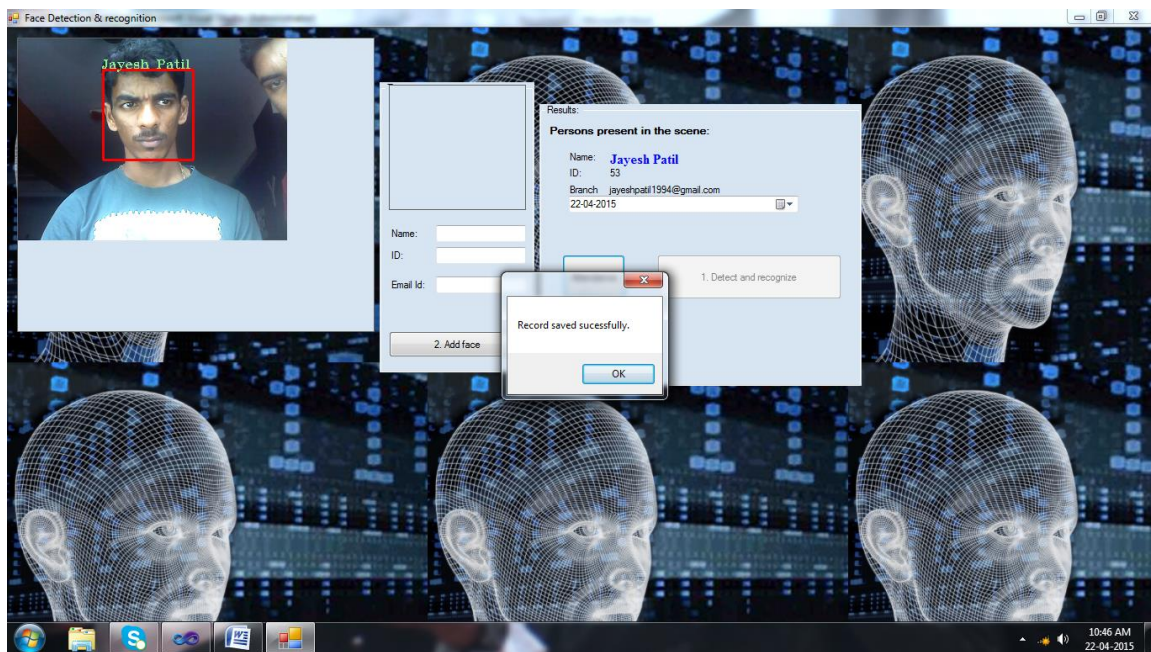 Face Detection & recognition
Jayesh Patil
Results:
Persons present in the scene:
Name: Jayesh Patil
ID: 53
Branch jayeshpatil1994@gmail.com
22-04-2015
Name:
ID:
Email Id:
2. Add face
1. Detect and recognize
Record saved sucessfully.
OK
10:46 AM
22-04-2015